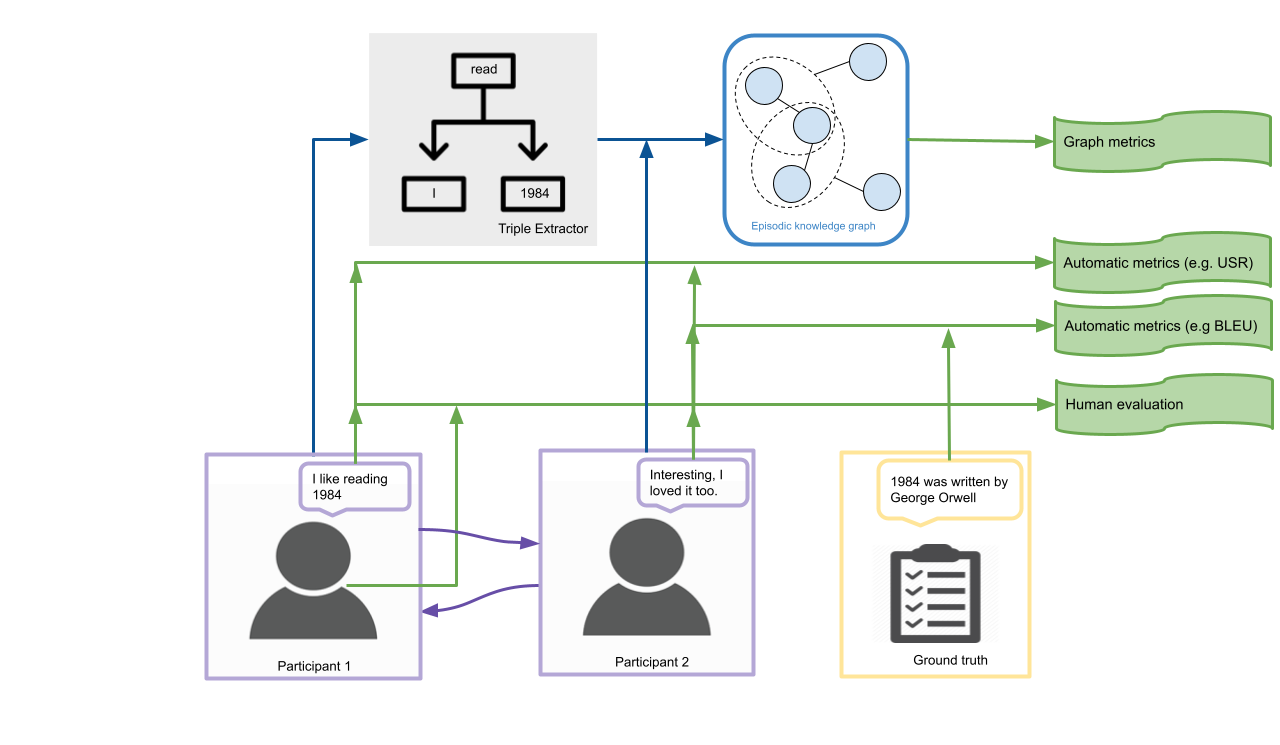 read
I
1984
Triple Extractor
Episodic knowledge graph
Graph metrics
Automatic metrics (e.g. USR)
Automatic metrics (e.g BLEU)
Human evaluation
I like reading
1984
Participant 1
Interesting, I
loved it too.
Participant 2
1984 was written by
George Orwell
Ground truth